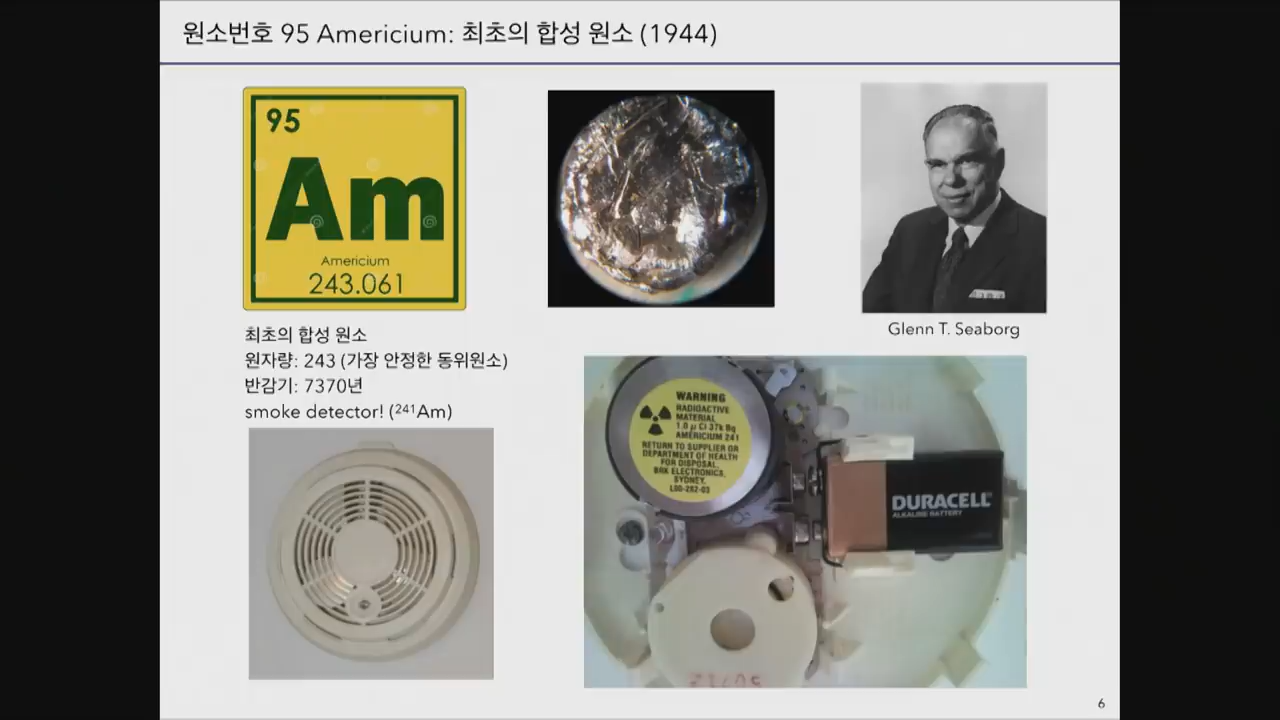 원소번호 95 Americium: 최초의 합성 원소 (1944)
95
Am
Americium
243.061
Glenn T. Seaborg
최초의 합성 원소
원자량: 243 (가장 안정한 동위원소)
반감기: 7370년
smoke detector! (²⁴¹Am)
WARNING
RADIOACTIVE
MATERIAL
1.0 µ Ci 37k Bq
AMERICIUM 241
RETURN TO SUPPLIER OR
DEPARTMENT OF HEALTH
FOR DISPOSAL.
BRK ELECTRONICS,
SYDNEY.
L00-282-03
DURACELL
ALKALINE BATTERY
6